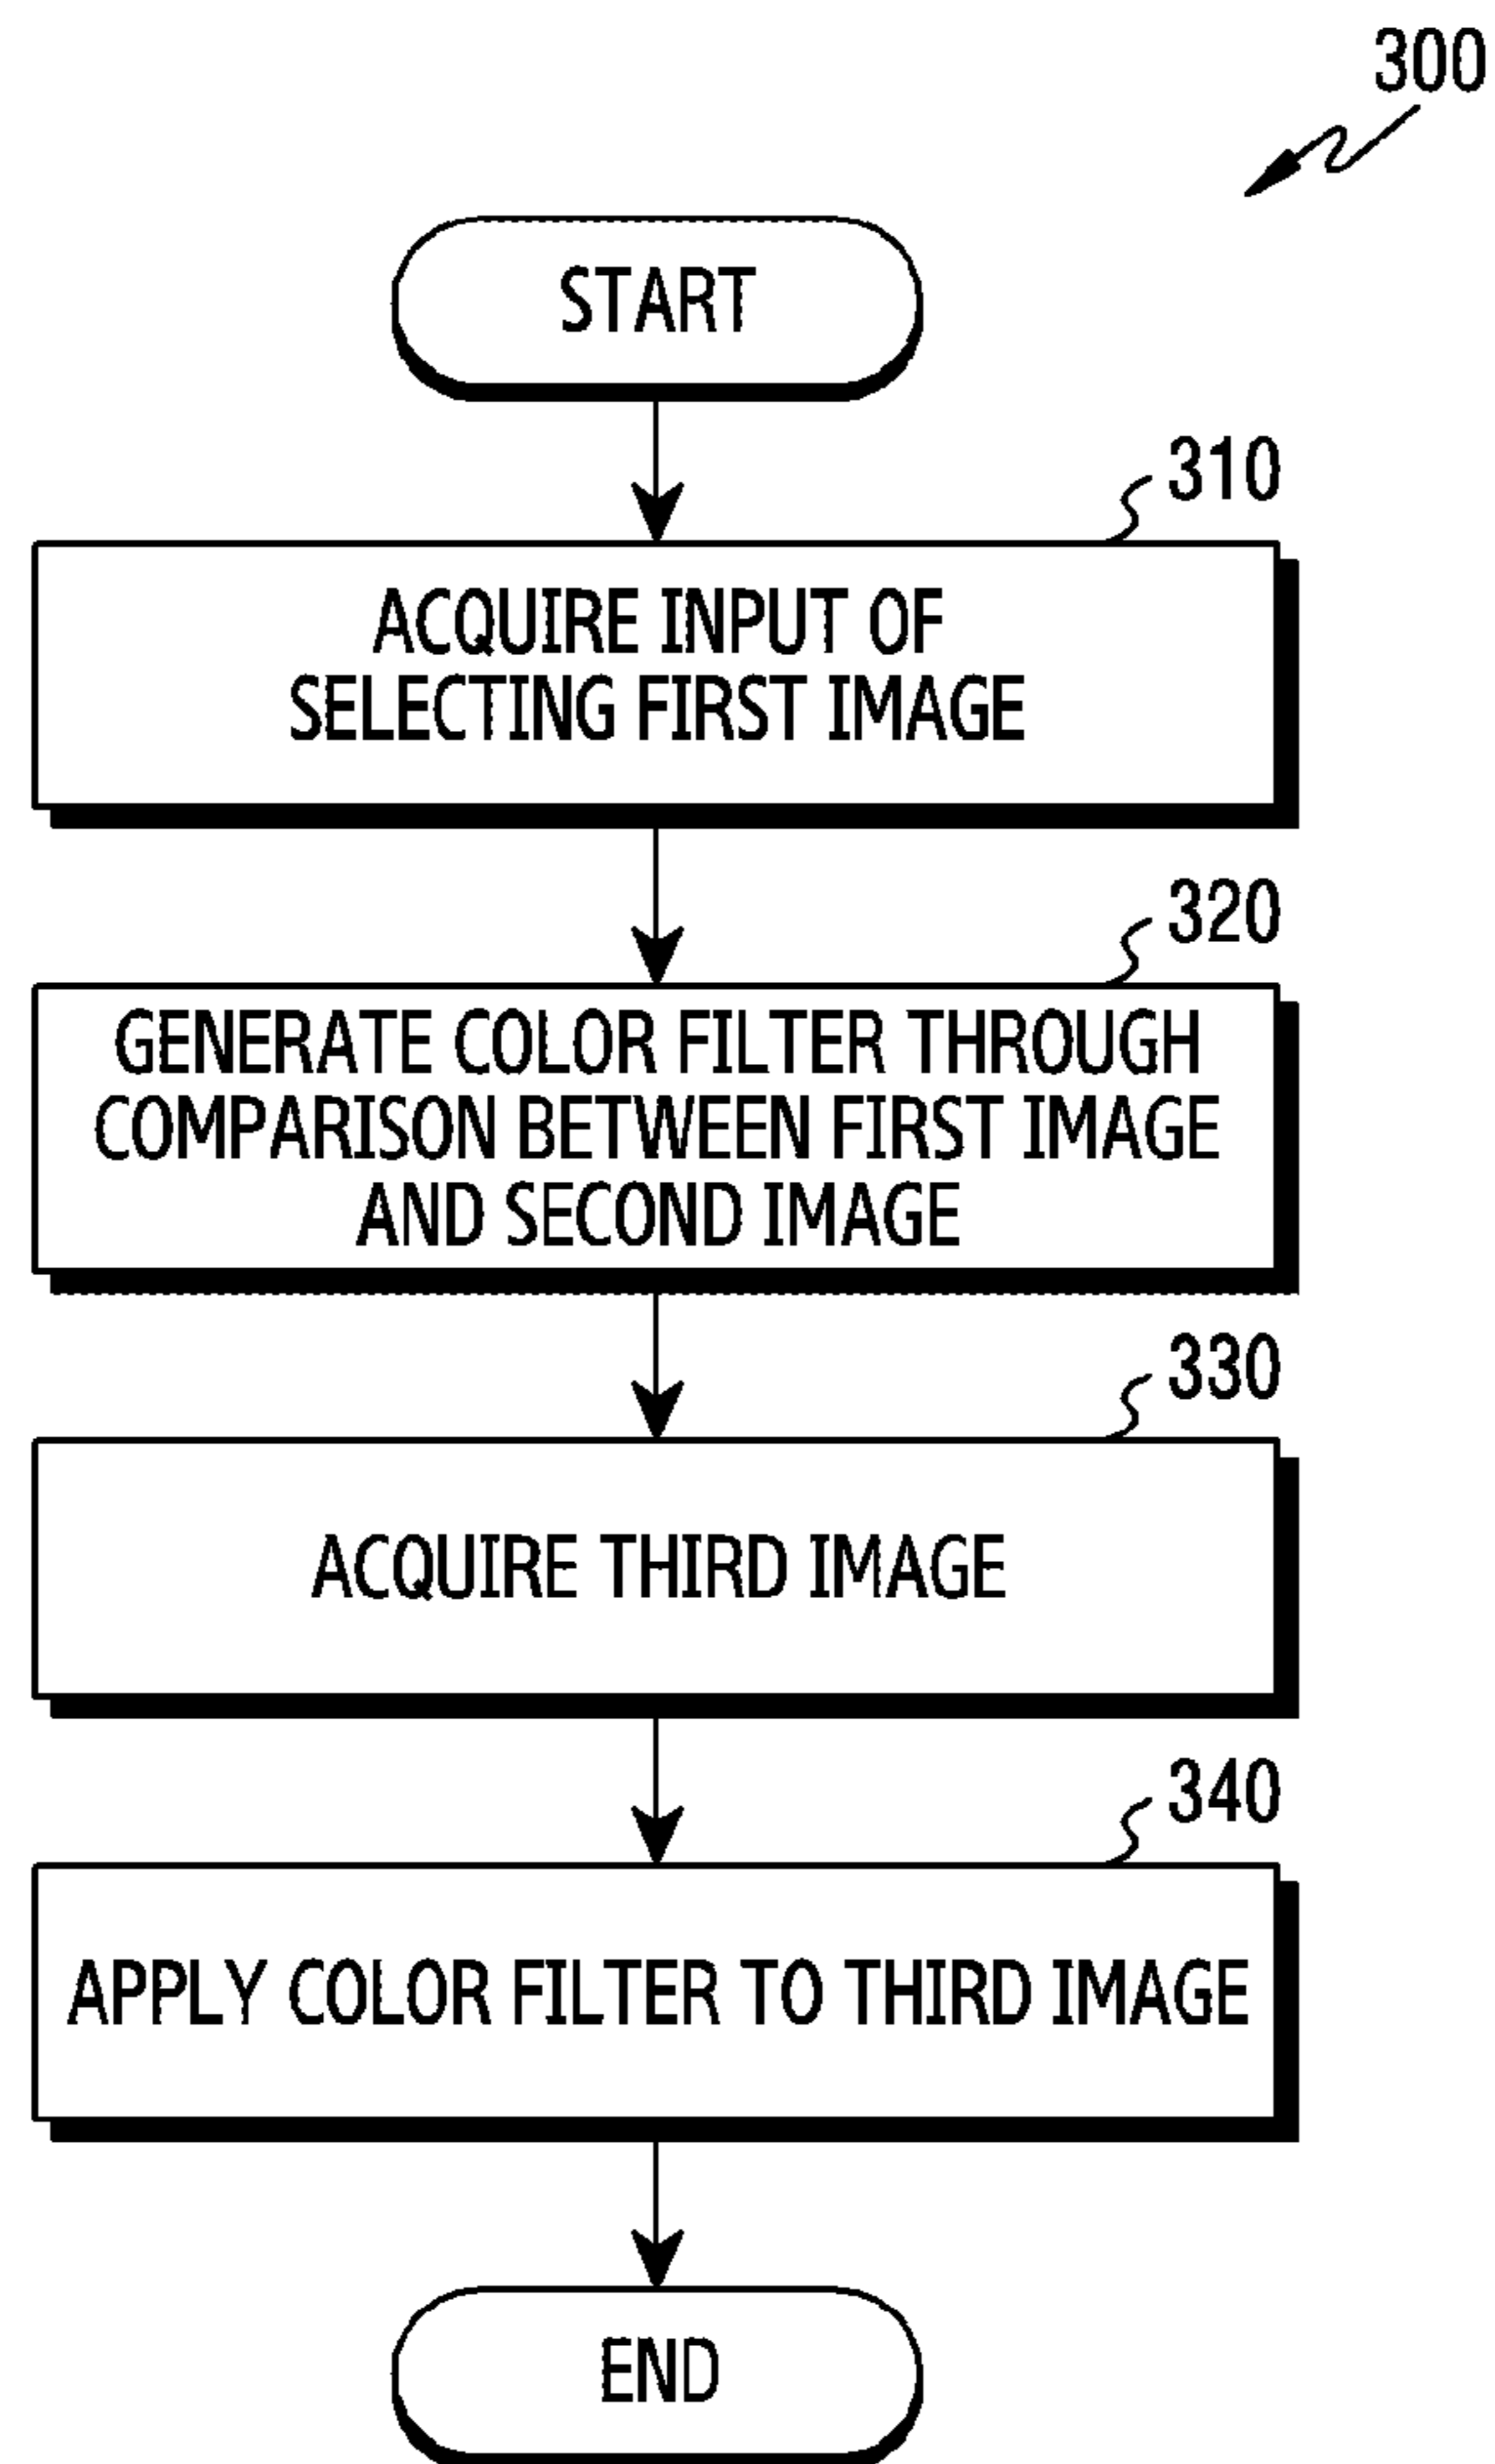 300
START
310
ACQUIRE INPUT OF
SELECTING FIRST IMAGE
320
GENERATE COLOR FILTER THROUGH
COMPARISON BETWEEN FIRST IMAGE
AND SECOND IMAGE
330
ACQUIRE THIRD IMAGE
340
APPLY COLOR FILTER TO THIRD IMAGE
END